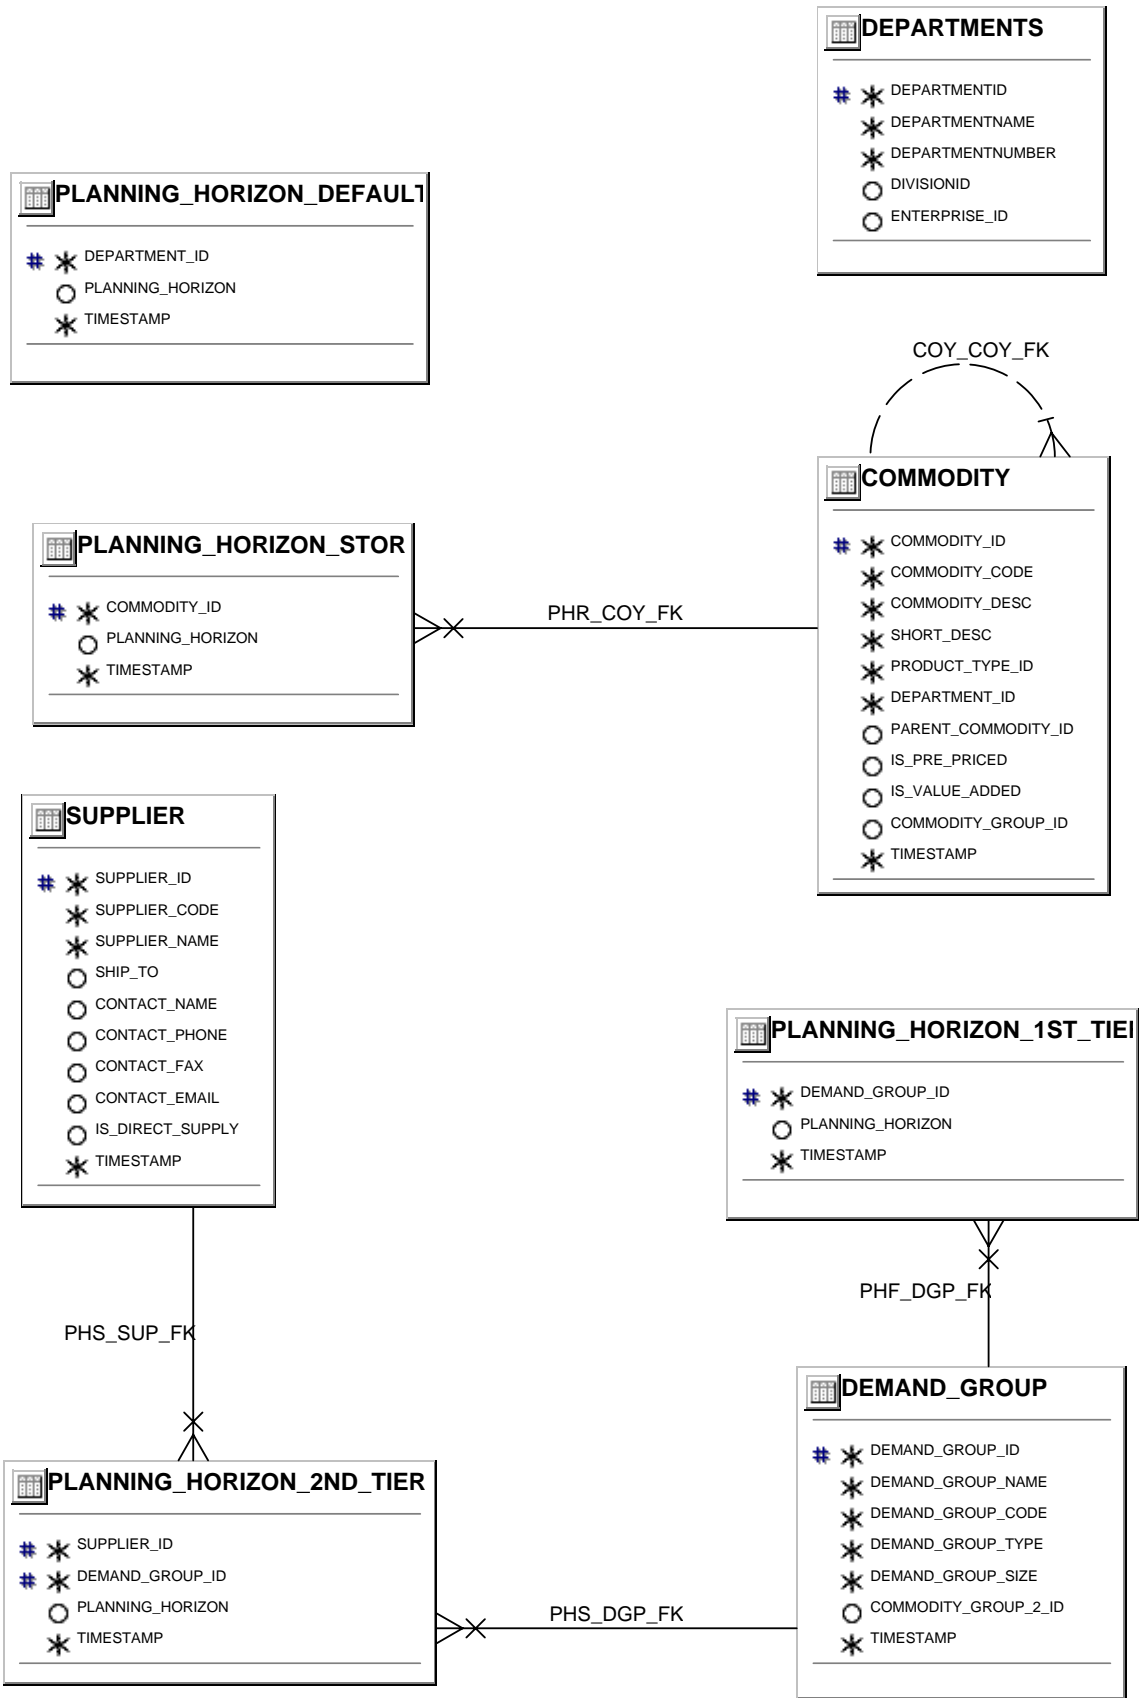 DEPARTMENTS
# DEPARTMENTID
DEPARTMENTNAME
DEPARTMENTNUMBER
DIVISIONID
ENTERPRISE_ID
PLANNING_HORIZON_DEFAULT
# DEPARTMENT_ID
PLANNING_HORIZON
TIMESTAMP
COY_COY_FK
COMMODITY
# COMMODITY_ID
COMMODITY_CODE
COMMODITY_DESC
SHORT_DESC
PRODUCT_TYPE_ID
DEPARTMENT_ID
PARENT_COMMODITY_ID
IS_PRE_PRICED
IS_VALUE_ADDED
COMMODITY_GROUP_ID
TIMESTAMP
PLANNING_HORIZON_STOR
# COMMODITY_ID
PLANNING_HORIZON
TIMESTAMP
PHR_COY_FK
SUPPLIER
# SUPPLIER_ID
SUPPLIER_CODE
SUPPLIER_NAME
SHIP_TO
CONTACT_NAME
CONTACT_PHONE
CONTACT_FAX
CONTACT_EMAIL
IS_DIRECT_SUPPLY
TIMESTAMP
PLANNING_HORIZON_1ST_TIE
# DEMAND_GROUP_ID
PLANNING_HORIZON
TIMESTAMP
PHF_DGP_FK
PHS_SUP_FK
DEMAND_GROUP
# DEMAND_GROUP_ID
DEMAND_GROUP_NAME
DEMAND_GROUP_CODE
DEMAND_GROUP_TYPE
DEMAND_GROUP_SIZE
COMMODITY_GROUP_2_ID
TIMESTAMP
PLANNING_HORIZON_2ND_TIER
# SUPPLIER_ID
# DEMAND_GROUP_ID
PLANNING_HORIZON
TIMESTAMP
PHS_DGP_FK